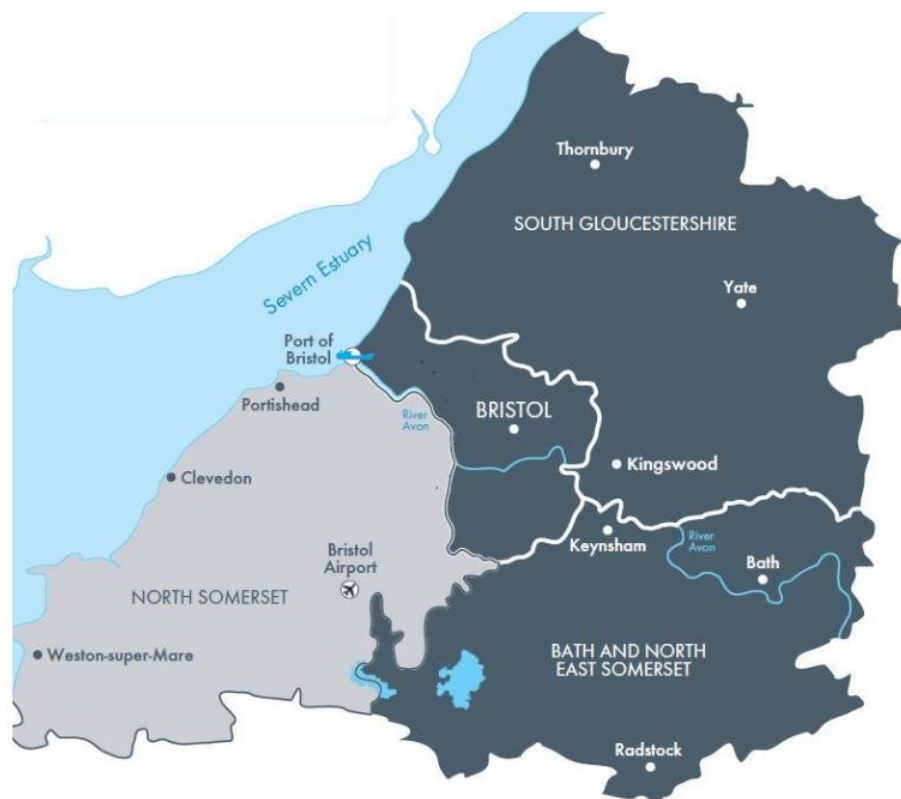 Thornbury
SOUTH GLOUCESTERSHIRE
Severn Estuary
Yate
Port of
Bristol
Portishead
River
Avon
BRISTOL
Clevedon
Kingswood
Keynsham
River
Avon
Bristol
Airport
Bath
NORTH SOMERSET
Weston-super-Mare
BATH AND NORTH
EAST SOMERSET
Radstock